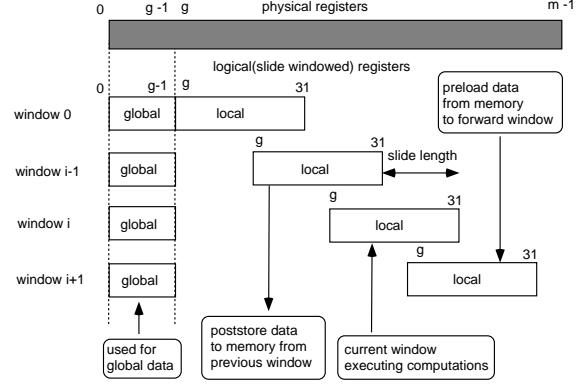 0 g -1 g physical registers m -1
logical(slide windowed) registers
0 g-1 g 31
window 0 global local
preload data
from memory
to forward window
g 31
window i-1 global local slide length
g 31
window i global local
g 31
window i+1 global local
used for
global data
poststore data
to memory from
previous window
current window
executing computations